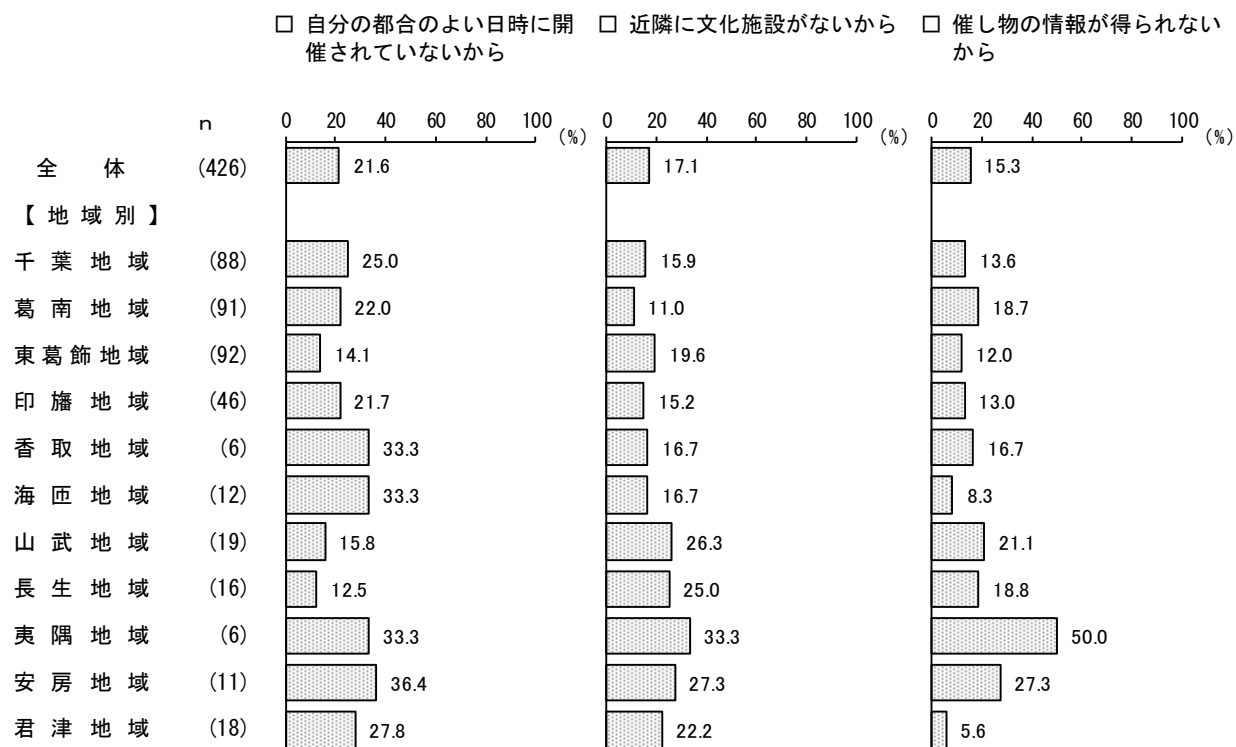 □ 自分の都合のよい日時に開催されていないから
□ 近隣に文化施設がないから
□ 催し物の情報が得られないから
n
0 20 40 60 80 100 (%)
0 20 40 60 80 100 (%)
0 20 40 60 80 100 (%)
全体 (426) 21.6 17.1 15.3
【地域別】
千葉地域 (88) 25.0 15.9 13.6
葛南地域 (91) 22.0 11.0 18.7
東葛飾地域 (92) 14.1 19.6 12.0
印旛地域 (46) 21.7 15.2 13.0
香取地域 (6) 33.3 16.7 16.7
海匝地域 (12) 33.3 16.7 8.3
山武地域 (19) 15.8 26.3 21.1
長生地域 (16) 12.5 25.0 18.8
夷隅地域 (6) 33.3 33.3 50.0
安房地域 (11) 36.4 27.3 27.3
君津地域 (18) 27.8 22.2 5.6